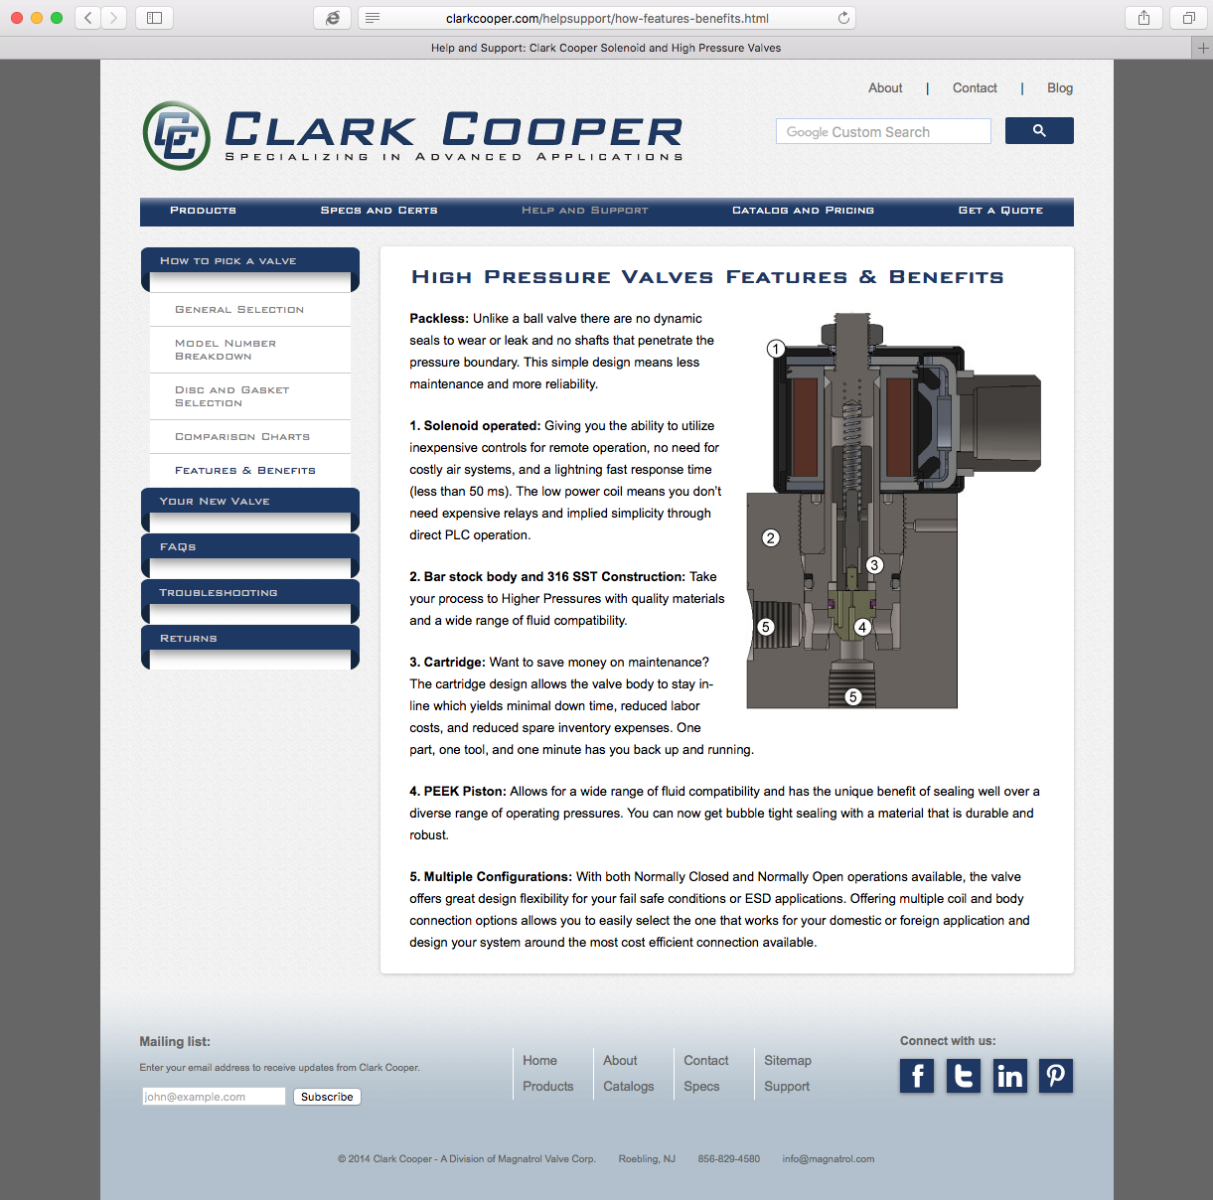 clarkcooper.com/helpsupport/how-features-benefits.html
Help and Support: Clark Cooper Solenoid and High Pressure Valves
About | Contact | Blog
CC
Clark Cooper
Specializing in Advanced Applications
Google Custom Search
Products Specs and Certs Help and Support Catalog and Pricing Get a Quote
How to pick a valve
General Selection
Model Number
Breakdown
Disc and Gasket
Selection
Comparison Charts
Features & Benefits
Your New Valve
FAQs
Troubleshooting
Returns
High Pressure Valves Features & Benefits
Packless: Unlike a ball valve there are no dynamic
seals to wear or leak and no shafts that penetrate the
pressure boundary. This simple design means less
maintenance and more reliability.
1. Solenoid operated: Giving you the ability to utilize
inexpensive controls for remote operation, no need for
costly air systems, and a lightning fast response time
(less than 50 ms). The low power coil means you don't
need expensive relays and implied simplicity through
direct PLC operation.
2. Bar stock body and 316 SST Construction: Take
your process to Higher Pressures with quality materials
and a wide range of fluid compatibility.
3. Cartridge: Want to save money on maintenance?
The cartridge design allows the valve body to stay in-
line which yields minimal down time, reduced labor
costs, and reduced spare inventory expenses. One
part, one tool, and one minute has you back up and running.
1
2
3
4
5
5
4. PEEK Piston: Allows for a wide range of fluid compatibility and has the unique benefit of sealing well over a
diverse range of operating pressures. You can now get bubble tight sealing with a material that is durable and
robust.
5. Multiple Configurations: With both Normally Closed and Normally Open operations available, the valve
offers great design flexibility for your fail safe conditions or ESD applications. Offering multiple coil and body
connection options allows you to easily select the one that works for your domestic or foreign application and
design your system around the most cost efficient connection available.
Mailing list:
Enter your email address to receive updates from Clark Cooper.
john@example.com Subscribe
Home About Contact Sitemap
Products Catalogs Specs Support
Connect with us:
f t in P
© 2014 Clark Cooper - A Division of Magnatrol Valve Corp. Roebling, NJ 856-829-4580 info@magnatrol.com